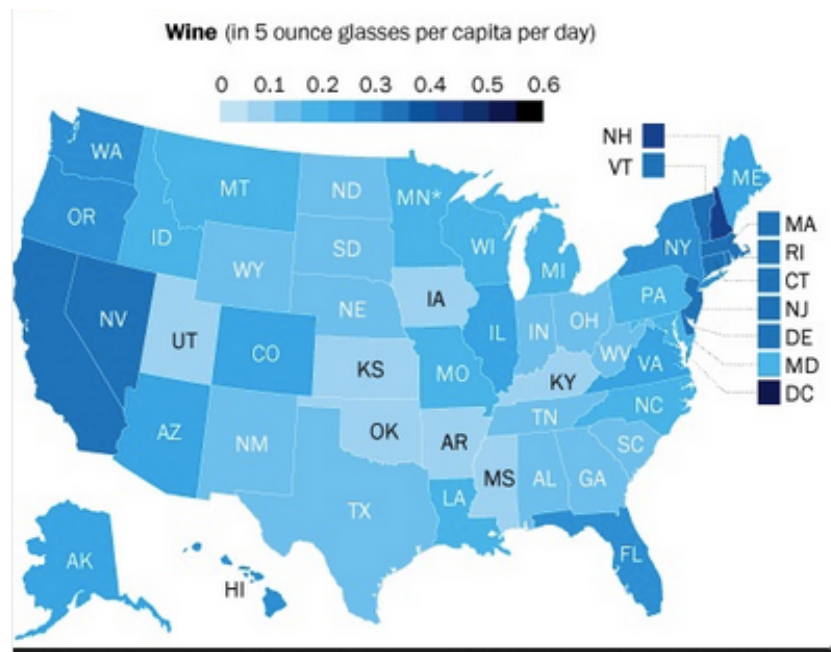 Wine (in 5 ounce glasses per capita per day)
0 0.1 0.2 0.3 0.4 0.5 0.6
NH
VT
ME
WA
MT
ND
MN*
OR
ID
SD
WI
MI
NY
MA
RI
CT
NJ
DE
MD
DC
WY
IA
PA
NE
NV
UT
CO
IL
IN
OH
WV
VA
KS
MO
KY
NC
AZ
NM
OK
AR
TN
SC
MS
AL
GA
TX
LA
FL
AK
HI